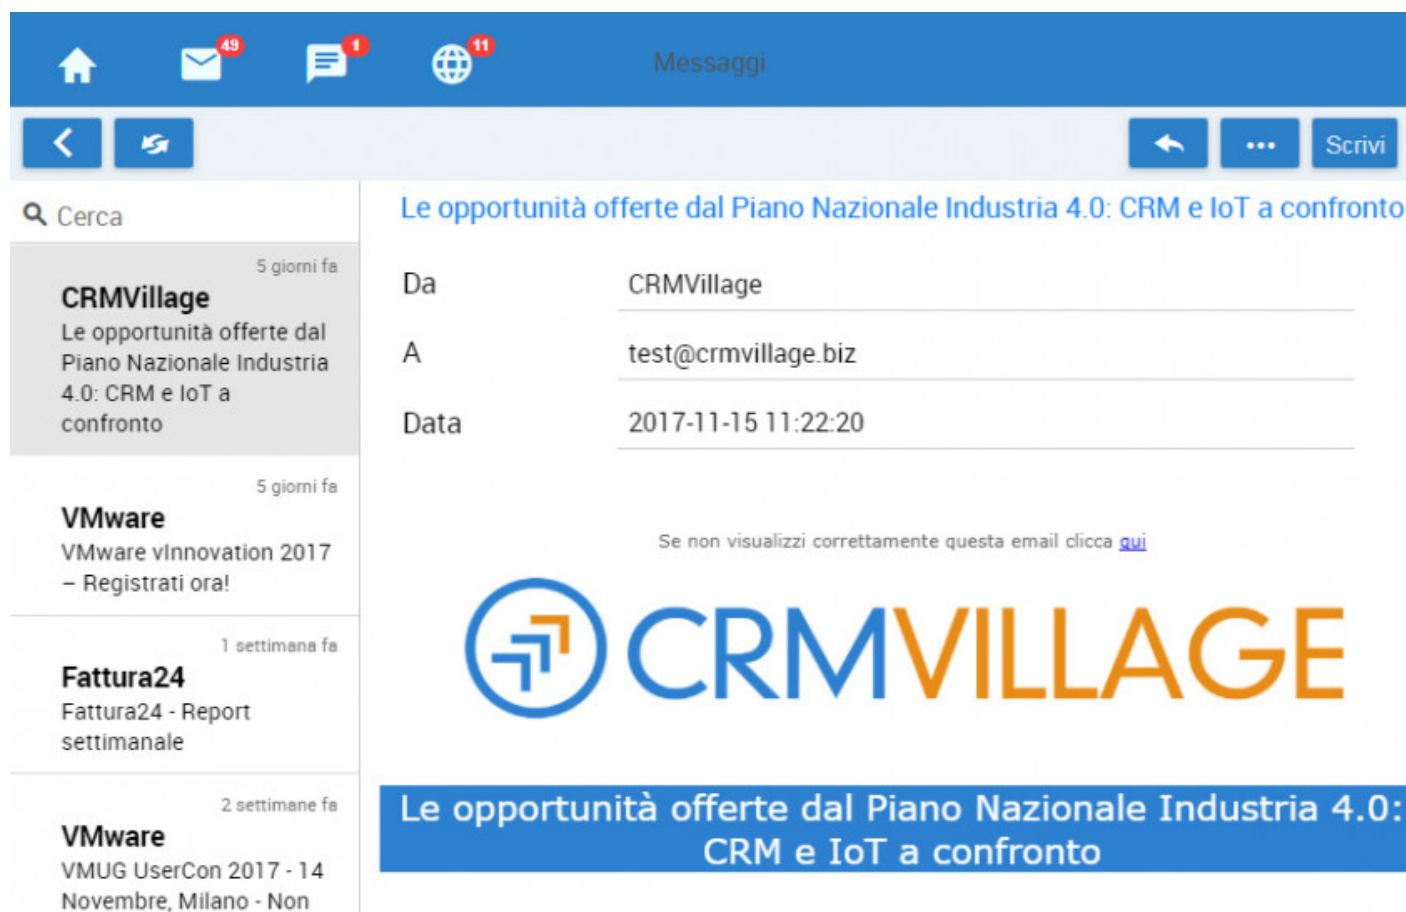 49
1
11
Messaggi
Scrivi
Cerca
5 giorni fa
CRMVillage
Le opportunità offerte dal
Piano Nazionale Industria
4.0: CRM e IoT a
confronto
5 giorni fa
VMware
VMware vInnovation 2017
– Registrati ora!
1 settimana fa
Fattura24
Fattura24 - Report
settimanale
2 settimane fa
VMware
VMUG UserCon 2017 - 14
Novembre, Milano - Non
Le opportunità offerte dal Piano Nazionale Industria 4.0: CRM e IoT a confronto
Da CRMVillage
A test@crmvillage.biz
Data 2017-11-15 11:22:20
Se non visualizzi correttamente questa email clicca qui
CRMVILLAGE
Le opportunità offerte dal Piano Nazionale Industria 4.0:
CRM e IoT a confronto